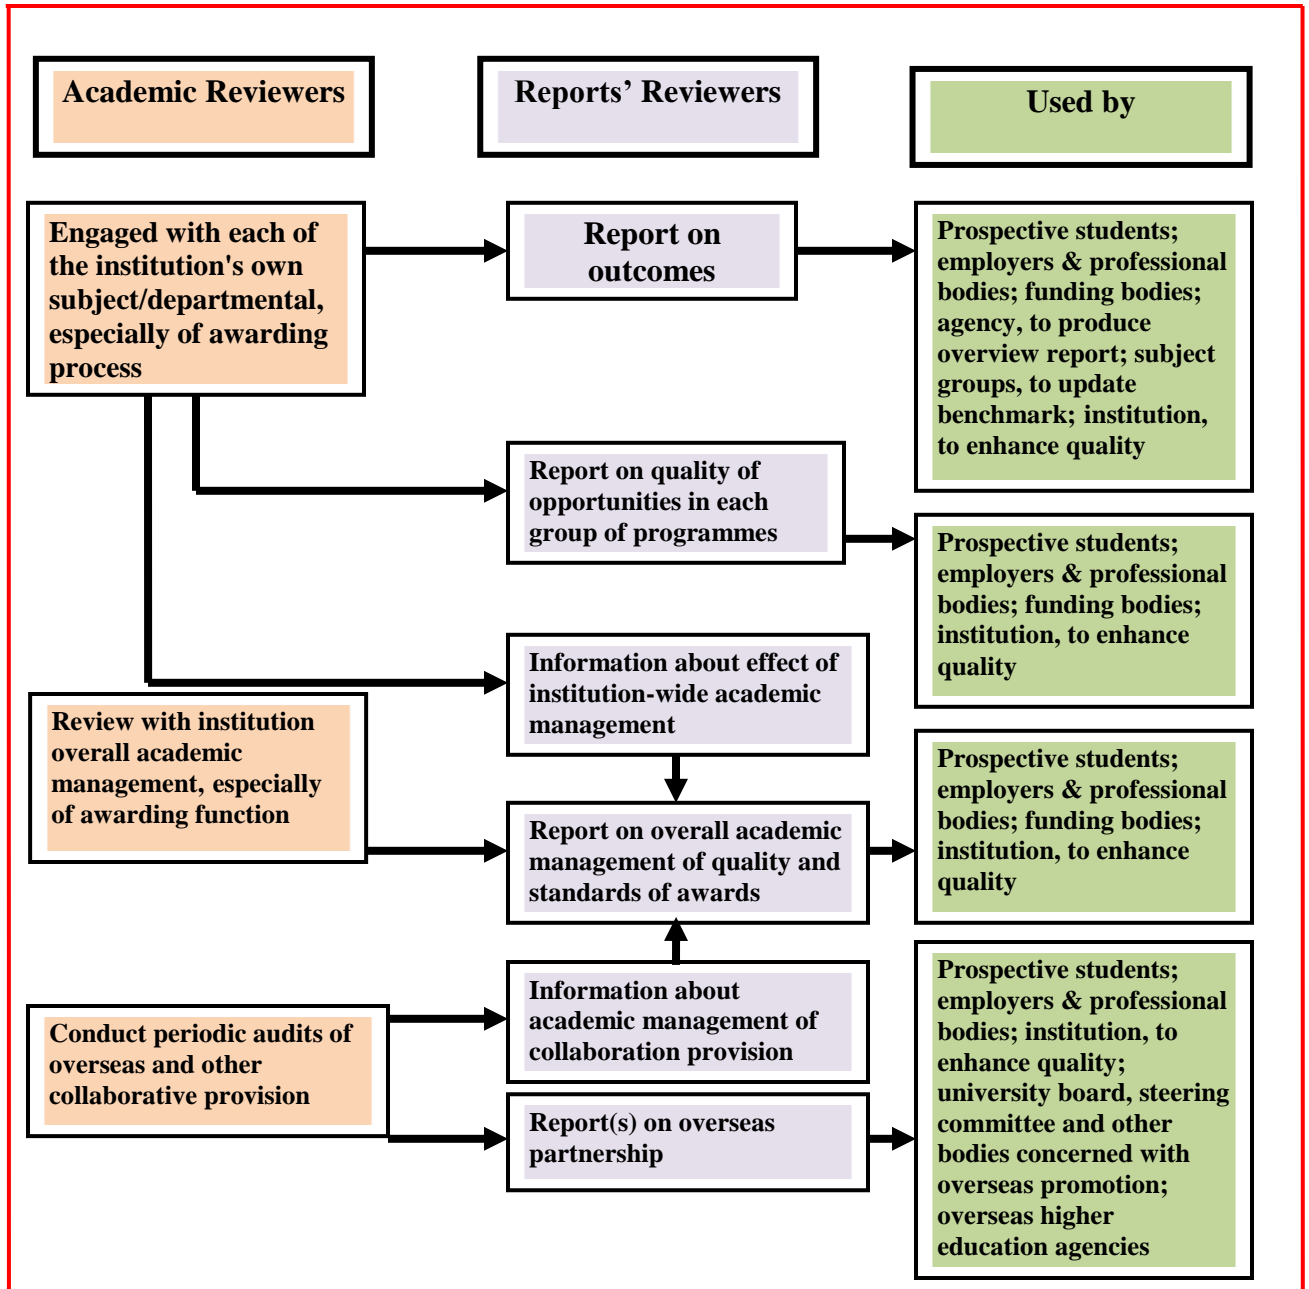 Academic Reviewers
Reports’ Reviewers
Used by
Engaged with each of
the institution's own
subject/departmental,
especially of awarding
process
Report on
outcomes
Prospective students;
employers & professional
bodies; funding bodies;
agency, to produce
overview report; subject
groups, to update
benchmark; institution,
to enhance quality
Report on quality of
opportunities in each
group of programmes
Prospective students;
employers & professional
bodies; funding bodies;
institution, to enhance
quality
Information about effect of
institution-wide academic
management
Review with institution
overall academic
management, especially
of awarding function
Report on overall academic
management of quality and
standards of awards
Prospective students;
employers & professional
bodies; funding bodies;
institution, to enhance
quality
Conduct periodic audits of
overseas and other
collaborative provision
Information about
academic management of
collaboration provision
Report(s) on overseas
partnership
Prospective students;
employers & professional
bodies; institution, to
enhance quality;
university board, steering
committee and other
bodies concerned with
overseas promotion;
overseas higher
education agencies